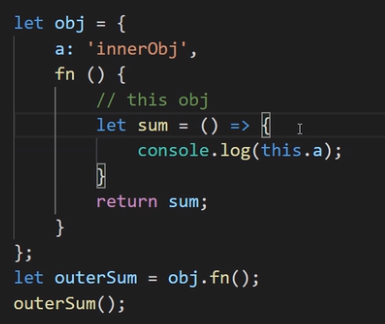 let obj = {
    a: 'innerObj',
    fn () {
        // this obj
        let sum = () => {
            console.log(this.a);
        }
        return sum;
    }
};
let outerSum = obj.fn();
outerSum();